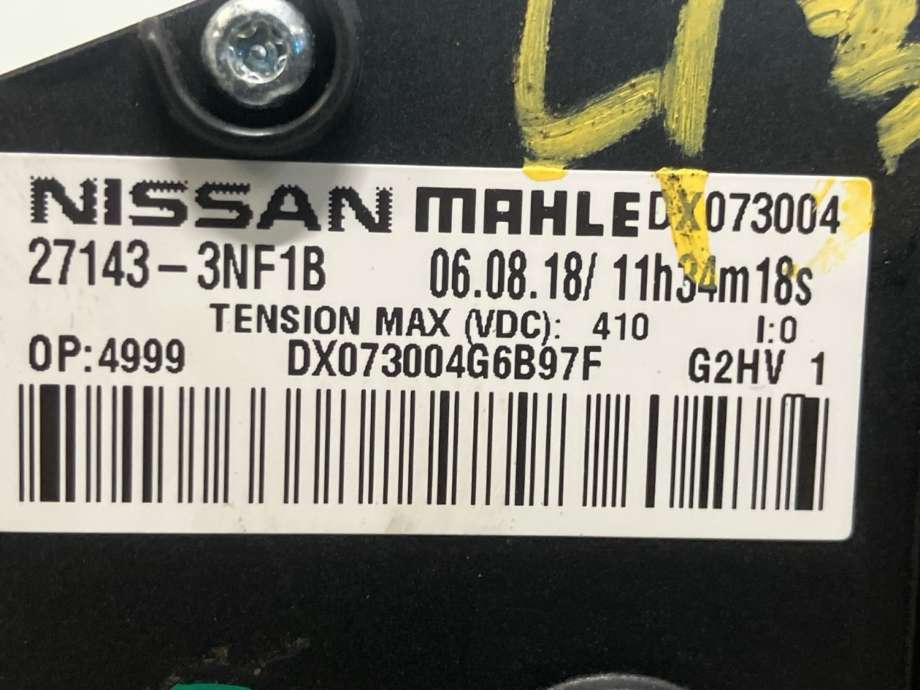 NISSAN MAHLE DX073004
27143-3NF1B 06.08.18/ 11h34m18s
TENSION MAX (VDC): 410 I:0
OP:4999 DX073004G6B97F G2HV 1